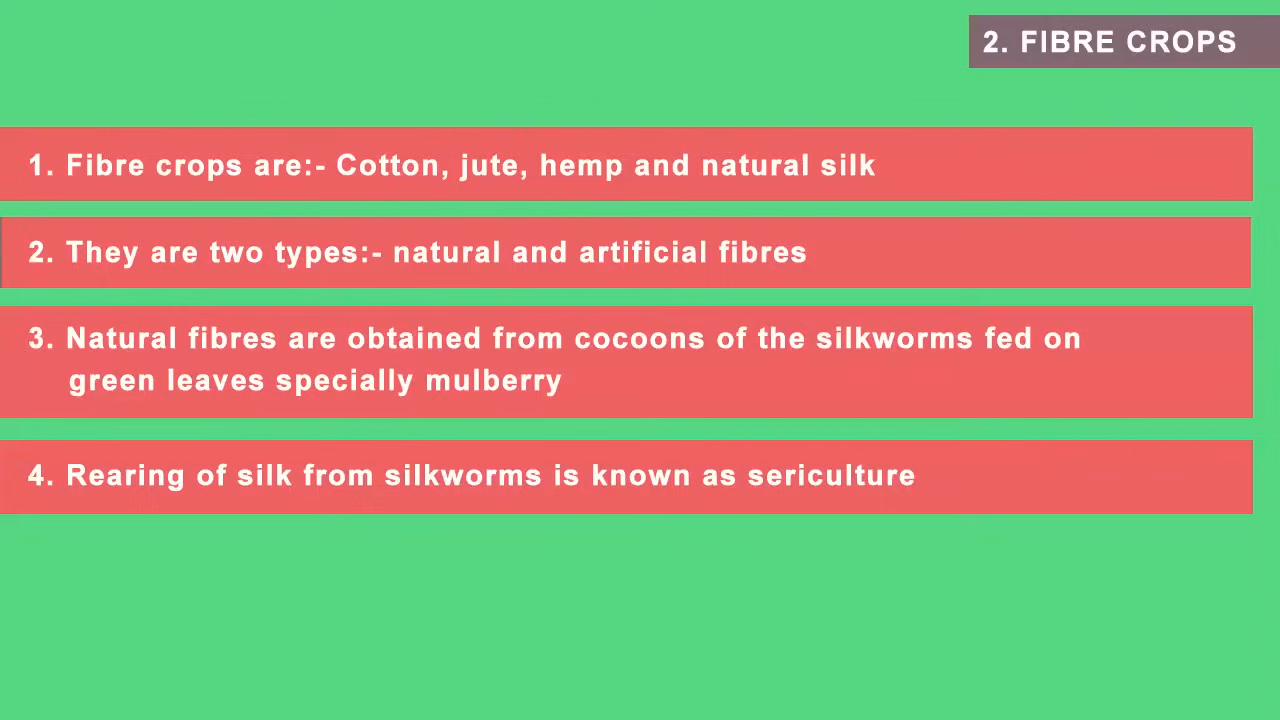 2. FIBRE CROPS
1. Fibre crops are:- Cotton, jute, hemp and natural silk
2. They are two types:- natural and artificial fibres
3. Natural fibres are obtained from cocoons of the silkworms fed on
green leaves specially mulberry
4. Rearing of silk from silkworms is known as sericulture